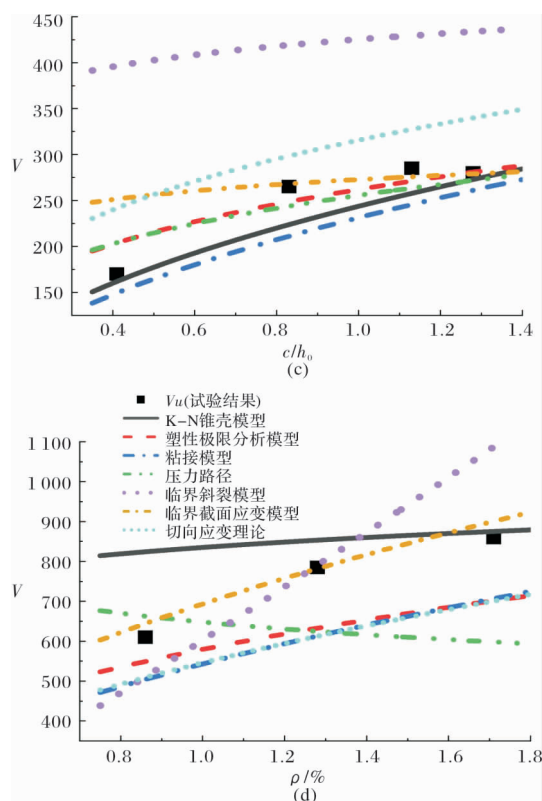 450
400
350
V
300
250
200
150
0.4 0.6 0.8 1.0 1.2 1.4
c/h₀
(c)
Vu(试验结果)
K-N锥壳模型
1 100
塑性极限分析模型
粘接模型
1 000
压力路径
临界斜裂模型
900
临界截面应变模型
切向应变理论
800
V
700
600
500
400
0.8 1.0 1.2 1.4 1.6 1.8
ρ/%
(d)